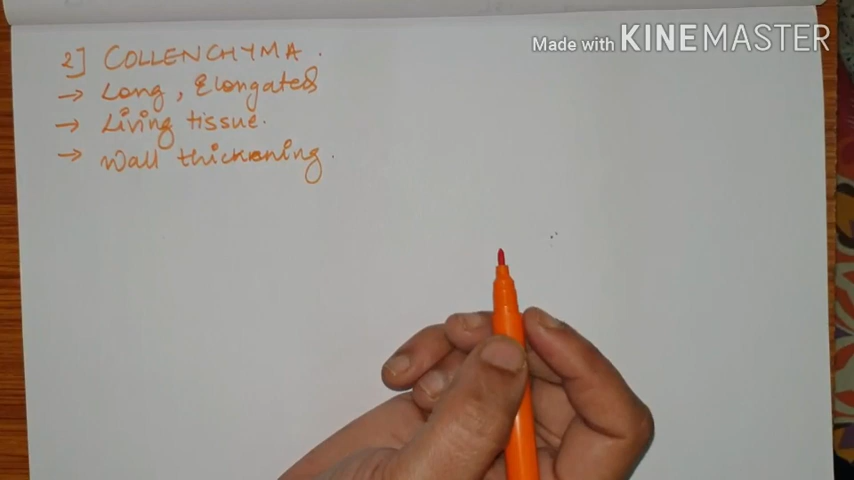 Made with KINEMASTER
2] COLLENCHYMA.
→ Long, Elongated
→ Living tissue.
→ Wall thickening.